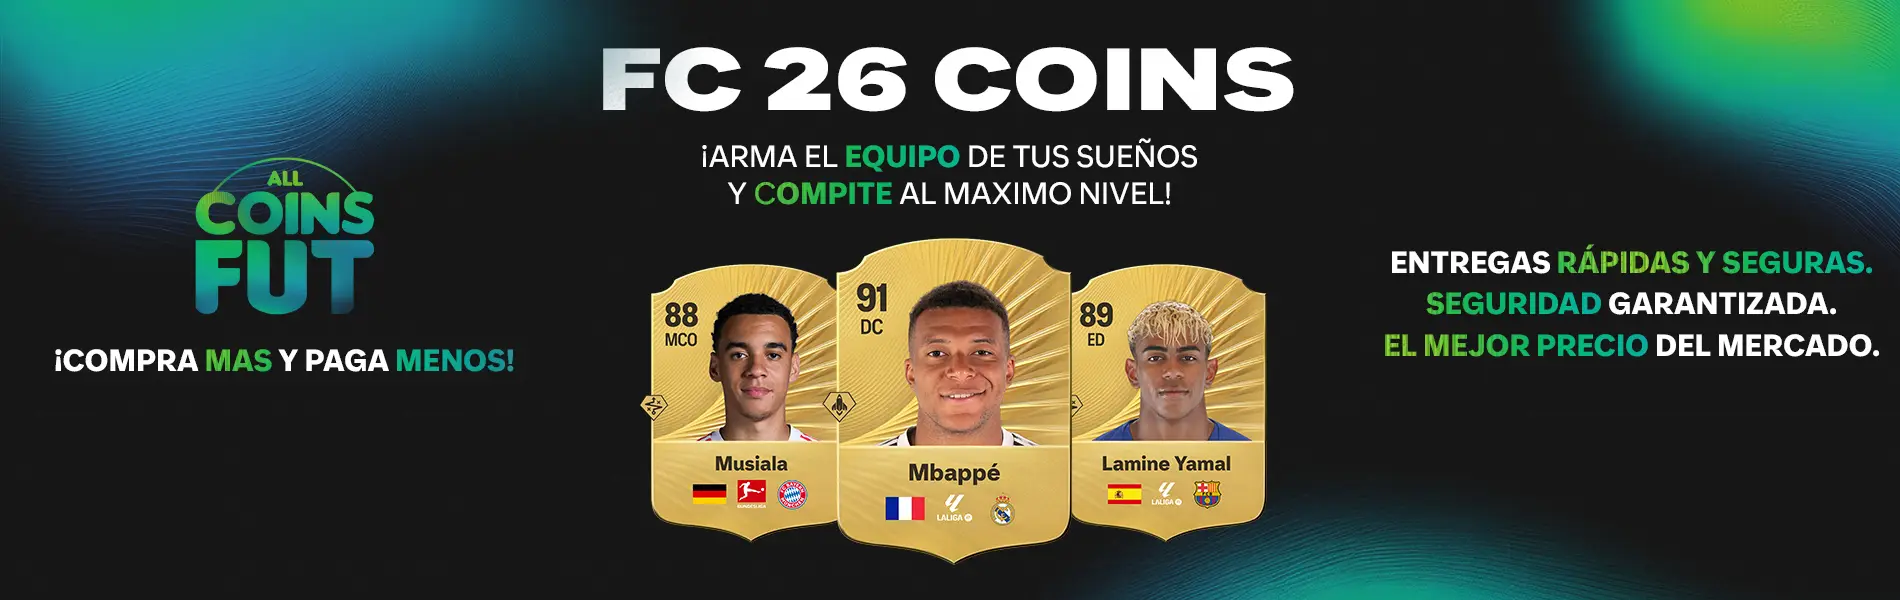 FC 26 COINS
¡ARMA EL EQUIPO DE TUS SUEÑOS
Y COMPITE AL MAXIMO NIVEL!
ALL
COINS
FUT
¡COMPRA MAS Y PAGA MENOS!
88
MCO
Musiala
BUNDESLIGA
91
DC
Mbappé
LALIGA
89
ED
Lamine Yamal
LALIGA
ENTREGAS RÁPIDAS Y SEGURAS.
SEGURIDAD GARANTIZADA.
EL MEJOR PRECIO DEL MERCADO.